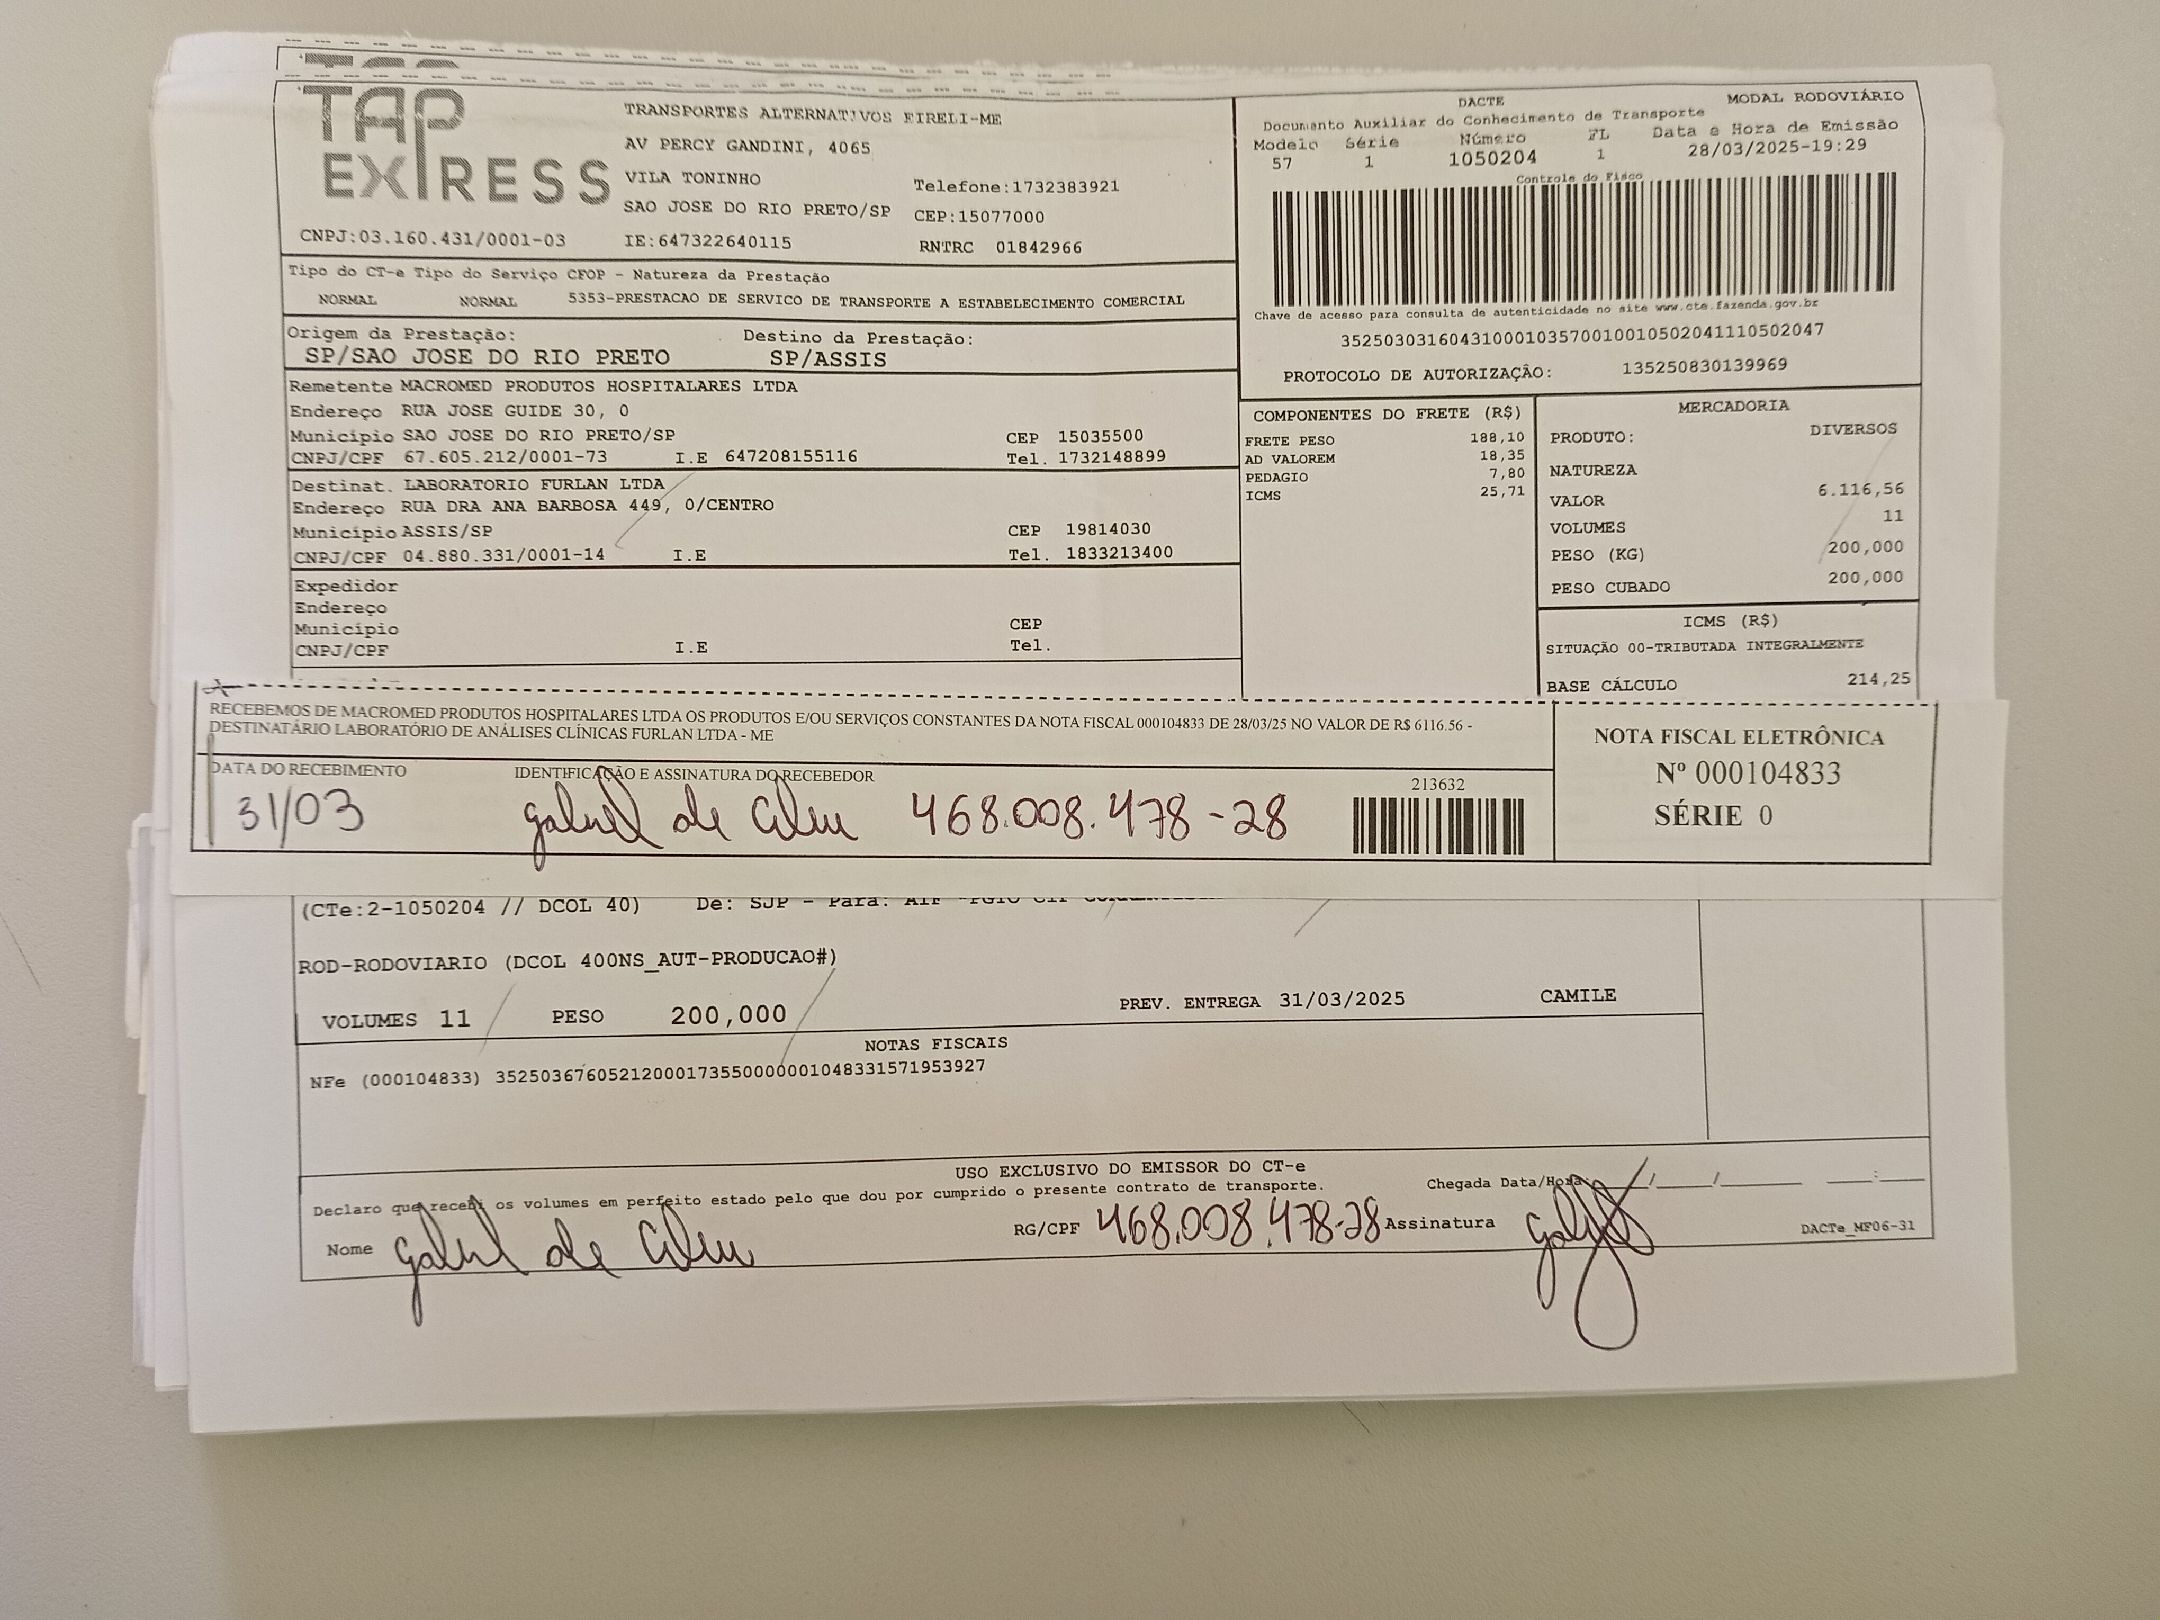 TAP
EXPRESS
TRANSPORTES ALTERNATIVOS EIRELI-ME
AV PERCY GANDINI, 4065
VILA TONINHO
Telefone:1732383921
SAO JOSE DO RIO PRETO/SP
CEP:15077000
CNPJ:03.160.431/0001-03
IE:647322640115
RNTRC 01842966
DACTE
MODAL RODOVIÁRIO
Documento Auxiliar do Conhecimento de Transporte
Modelo Série Número FL Data e Hora de Emissão
57 1 1050204 1 28/03/2025-19:29
Controle do Fisco
Chave de acesso para consulta de autenticidade no site www.cte.fazenda.gov.br
35250303160431000103570010010502041110502047
PROTOCOLO DE AUTORIZAÇÃO: 135250830139969
Tipo do CT-e Tipo do Serviço CFOP - Natureza da Prestação
NORMAL NORMAL 5353-PRESTACAO DE SERVICO DE TRANSPORTE A ESTABELECIMENTO COMERCIAL
Origem da Prestação: Destino da Prestação:
SP/SAO JOSE DO RIO PRETO SP/ASSIS
Remetente MACROMED PRODUTOS HOSPITALARES LTDA
Endereço RUA JOSE GUIDE 30, 0
Município SAO JOSE DO RIO PRETO/SP CEP 15035500
CNPJ/CPF 67.605.212/0001-73 I.E 647208155116 Tel. 1732148899
Destinat. LABORATORIO FURLAN LTDA
Endereço RUA DRA ANA BARBOSA 449, 0/CENTRO
Município ASSIS/SP CEP 19814030
CNPJ/CPF 04.880.331/0001-14 I.E Tel. 1833213400
Expedidor
Endereço
Município CEP
CNPJ/CPF I.E Tel.
COMPONENTES DO FRETE (R$)
FRETE PESO 188,10
AD VALOREM 18,35
PEDAGIO 7,80
ICMS 25,71
MERCADORIA
PRODUTO: DIVERSOS
NATUREZA
VALOR 6.116,56
VOLUMES 11
PESO (KG) 200,000
PESO CUBADO 200,000
ICMS (R$)
SITUAÇÃO 00-TRIBUTADA INTEGRALMENTE
BASE CÁLCULO 214,25
RECEBEMOS DE MACROMED PRODUTOS HOSPITALARES LTDA OS PRODUTOS E/OU SERVIÇOS CONSTANTES DA NOTA FISCAL 000104833 DE 28/03/25 NO VALOR DE R$ 6116.56 -
DESTINATÁRIO LABORATÓRIO DE ANÁLISES CLÍNICAS FURLAN LTDA - ME
DATA DO RECEBIMENTO IDENTIFICAÇÃO E ASSINATURA DO RECEBEDOR
31/03 gabriel de 468.008.478-28
213632
NOTA FISCAL ELETRÔNICA
Nº 000104833
SÉRIE 0
(CTe:2-1050204 // DCOL 40) De: SJP - Para:
ROD-RODOVIARIO (DCOL 400NS_AUT-PRODUCAO#)
VOLUMES 11 PESO 200,000 PREV. ENTREGA 31/03/2025 CAMILE
NOTAS FISCAIS
NFe (000104833) 35250367605212000173550000001048331571953927
USO EXCLUSIVO DO EMISSOR DO CT-e
Declaro que recebi os volumes em perfeito estado pelo que dou por cumprido o presente contrato de transporte. Chegada Data/Hora
Nome gabriel de RG/CPF 468.008.478-28 Assinatura
DACTe_MF06-31